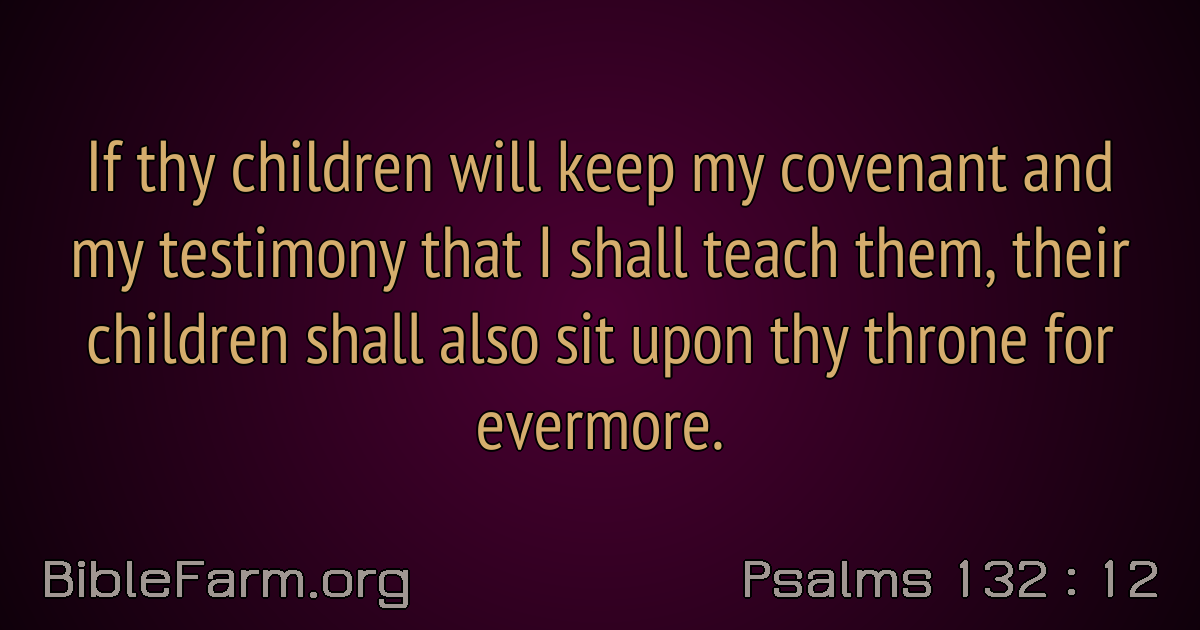 If thy children will keep my covenant and
my testimony that I shall teach them, their
children shall also sit upon thy throne for
evermore.
BibleFarm.org
Psalms 132 : 12